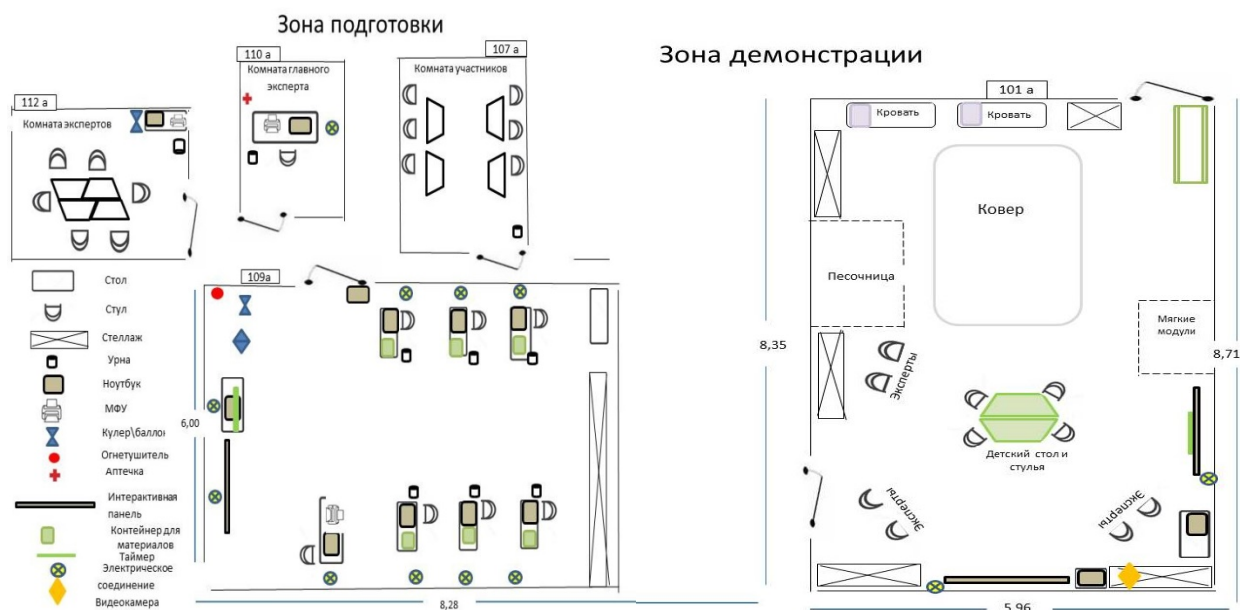 Зона подготовки
Зона демонстрации
110 а
Комната главного
эксперта
107 а
Комната участников
112 а
Комната экспертов
109а
6,00
8,28
Стол
Стул
Стеллаж
Урна
Ноутбук
МФУ
Кулер\баллон
Огнетушитель
Аптечка
Интерактивная
панель
Контейнер для
материалов
Таймер
Электрическое
соединение
Видеокамера
101 а
Кровать
Кровать
Ковер
Песочница
Мягкие
модули
8,35
8,71
Эксперты
Детский стол и
стулья
Эксперты
Эксперты
5,96